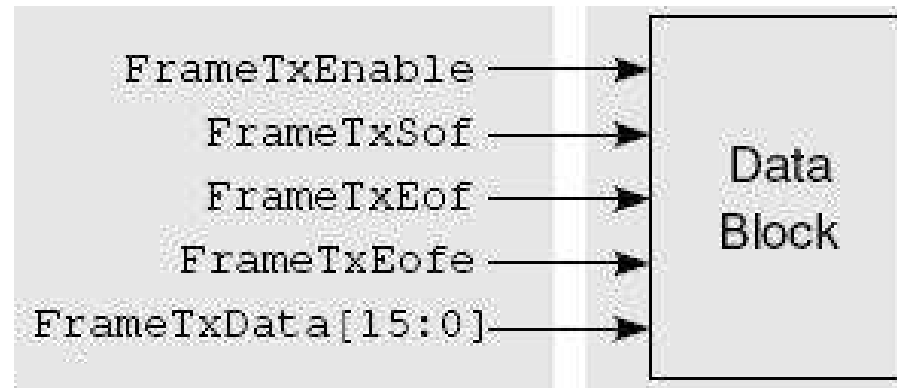 FrameTxEnable
FrameTxSof
FrameTxEof
FrameTxEofe
FrameTxData[15:0]
Data
Block